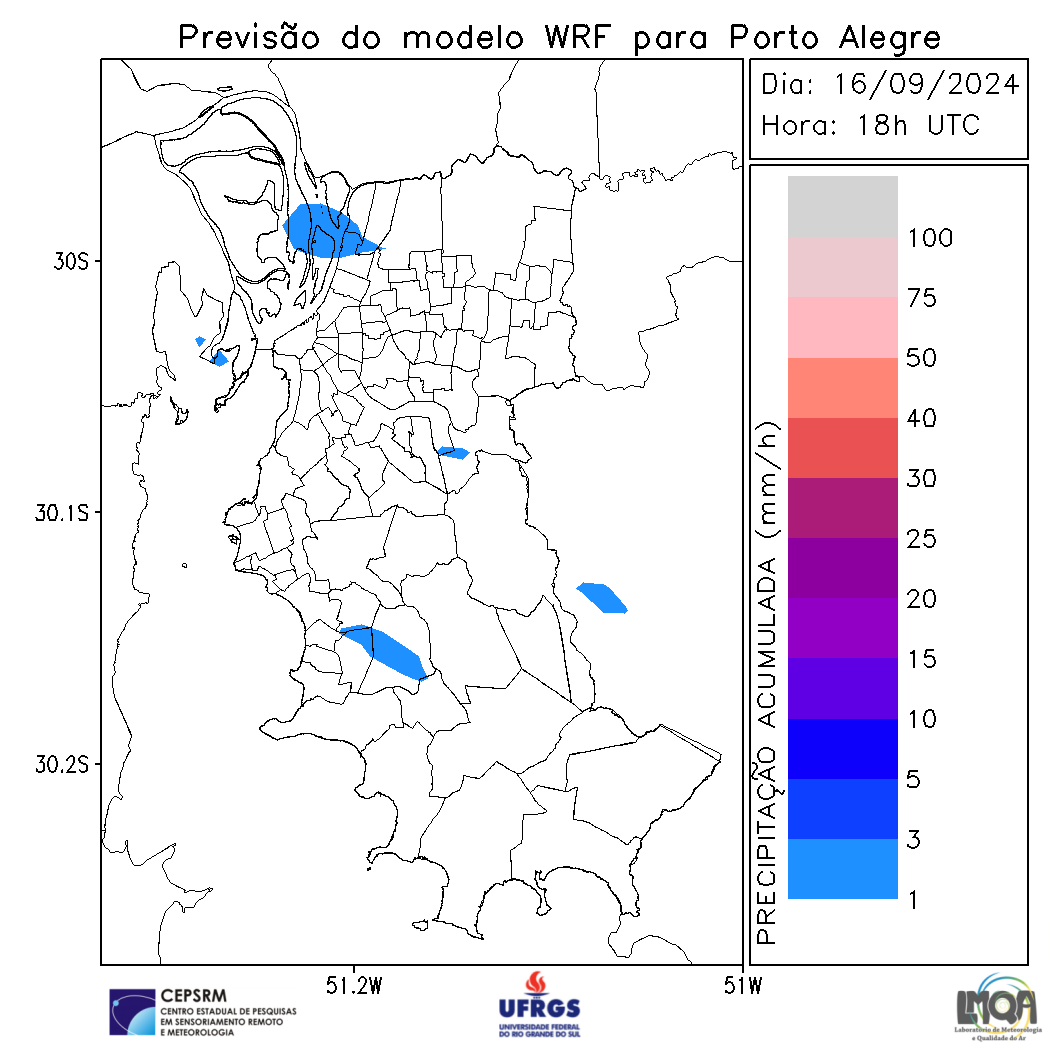 Previsão do modelo WRF para Porto Alegre
Dia: 16/09/2024
Hora: 18h UTC
30S
30.1S
30.2S
51.2W
51W
PRECIPITAÇÃO ACUMULADA (mm/h)
100
75
50
40
30
25
20
15
10
5
3
1
CEPSRM
CENTRO ESTADUAL DE PESQUISAS
EM SENSORIAMENTO REMOTO
E METEOROLOGIA
UFRGS
UNIVERSIDADE FEDERAL
DO RIO GRANDE DO SUL
LMQA
Laboratório de Meteorologia
e Qualidade do Ar